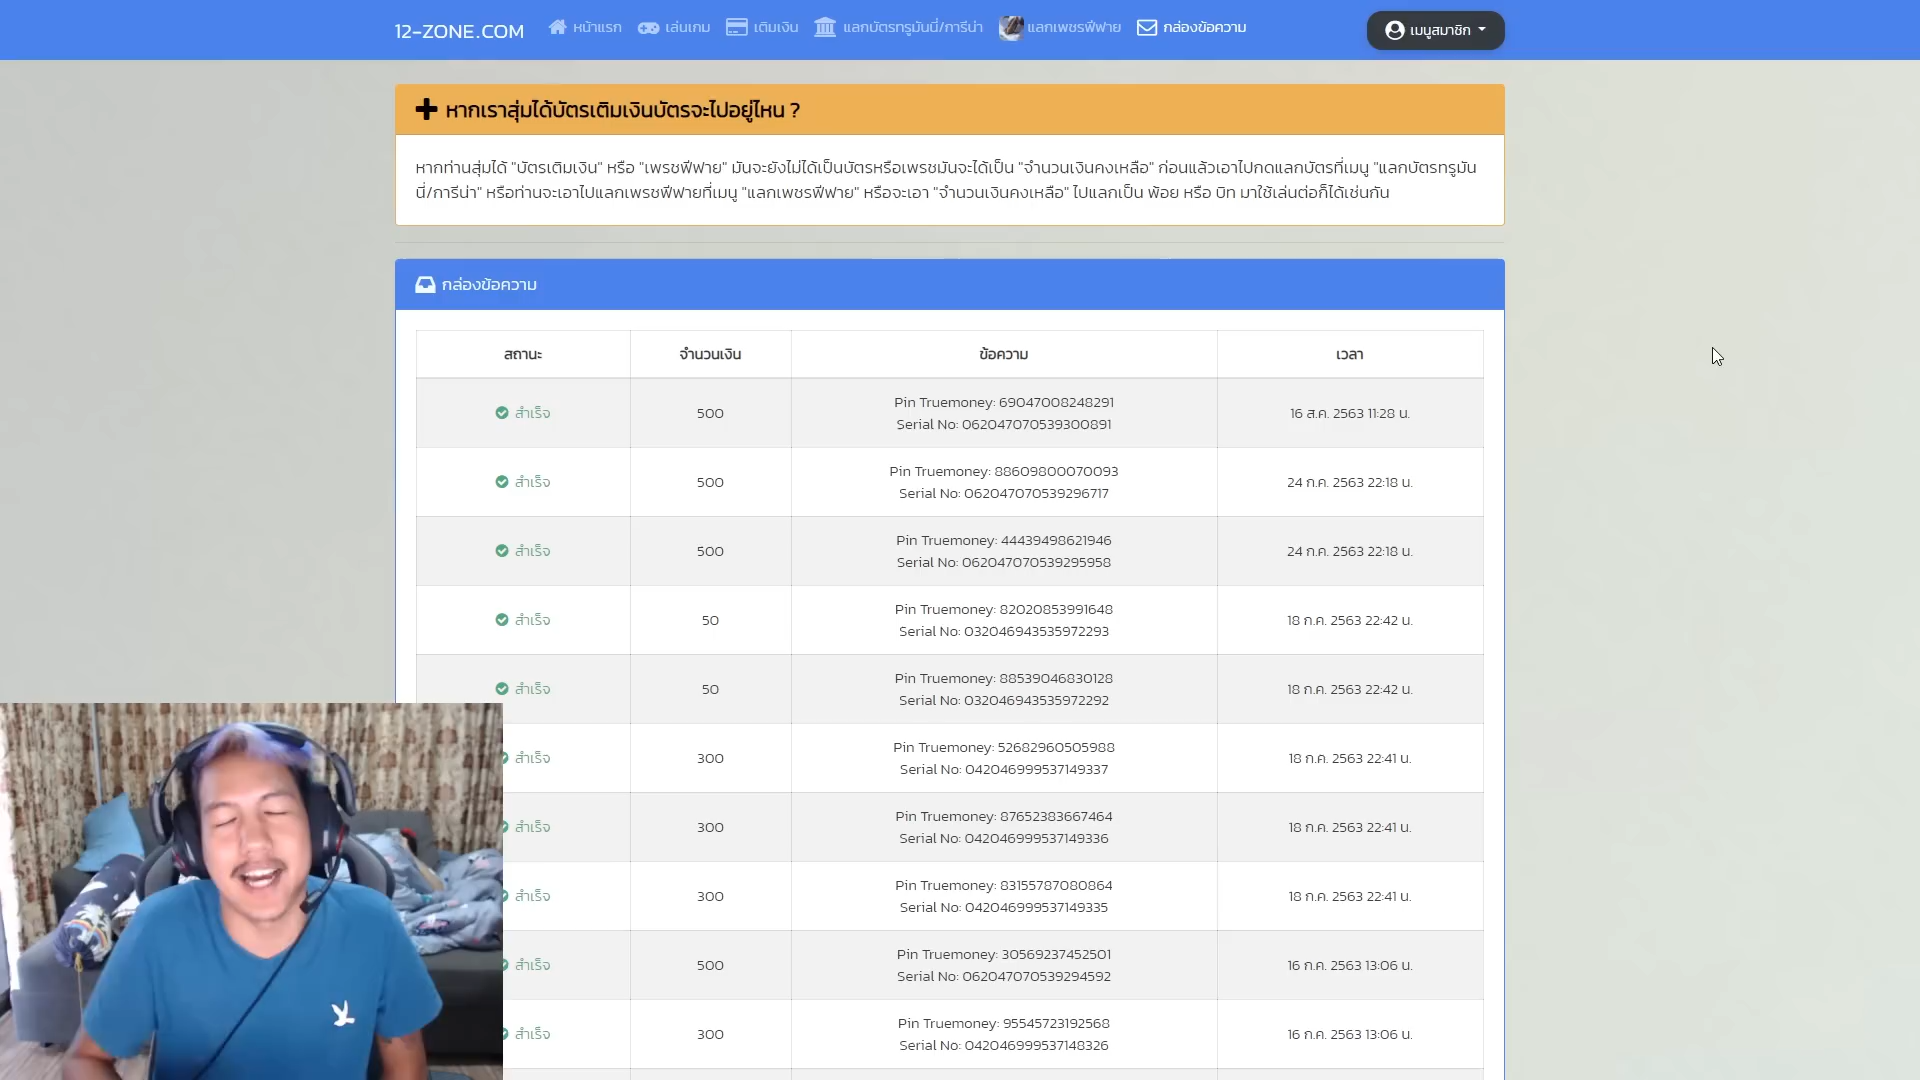 12-ZONE.COM
หน้าแรก
เล่นเกม
เติมเงิน
แลกบัตรทรูมันนี่/การีน่า
แลกเพชรฟีฟาย
กล่องข้อความ
เมนูสมาชิก
หากเราสุ่มได้บัตรเติมเงินบัตรจะไปอยู่ไหน ?
หากท่านสุ่มได้ "บัตรเติมเงิน" หรือ "เพรชฟีฟาย" มันจะยังไม่ได้เป็นบัตรหรือเพรชมันจะได้เป็น "จำนวนเงินคงเหลือ" ก่อนแล้วเอาไปกดแลกบัตรที่เมนู "แลกบัตรทรูมัน
นี่/การีน่า" หรือท่านจะเอาไปแลกเพรชฟีฟายที่เมนู "แลกเพชรฟีฟาย" หรือจะเอา "จำนวนเงินคงเหลือ" ไปแลกเป็น พ้อย หรือ บิท มาใช้เล่นต่อก็ได้เช่นกัน
กล่องข้อความ
สถานะ จำนวนเงิน ข้อความ เวลา
สำเร็จ 500 Pin Truemoney: 69047008248291 16 ส.ค. 2563 11:28 น.
Serial No: 062047070539300891
สำเร็จ 500 Pin Truemoney: 88609800070093 24 ก.ค. 2563 22:18 น.
Serial No: 062047070539296717
สำเร็จ 500 Pin Truemoney: 44439498621946 24 ก.ค. 2563 22:18 น.
Serial No: 062047070539295958
สำเร็จ 50 Pin Truemoney: 82020853991648 18 ก.ค. 2563 22:42 น.
Serial No: 032046943535972293
สำเร็จ 50 Pin Truemoney: 88539046830128 18 ก.ค. 2563 22:42 น.
Serial No: 032046943535972292
สำเร็จ 300 Pin Truemoney: 52682960505988 18 ก.ค. 2563 22:41 น.
Serial No: 042046999537149337
สำเร็จ 300 Pin Truemoney: 87652383667464 18 ก.ค. 2563 22:41 น.
Serial No: 042046999537149336
สำเร็จ 300 Pin Truemoney: 83155787080864 18 ก.ค. 2563 22:41 น.
Serial No: 042046999537149335
สำเร็จ 500 Pin Truemoney: 30569237452501 16 ก.ค. 2563 13:06 น.
Serial No: 062047070539294592
สำเร็จ 300 Pin Truemoney: 95545723192568 16 ก.ค. 2563 13:06 น.
Serial No: 042046999537148326